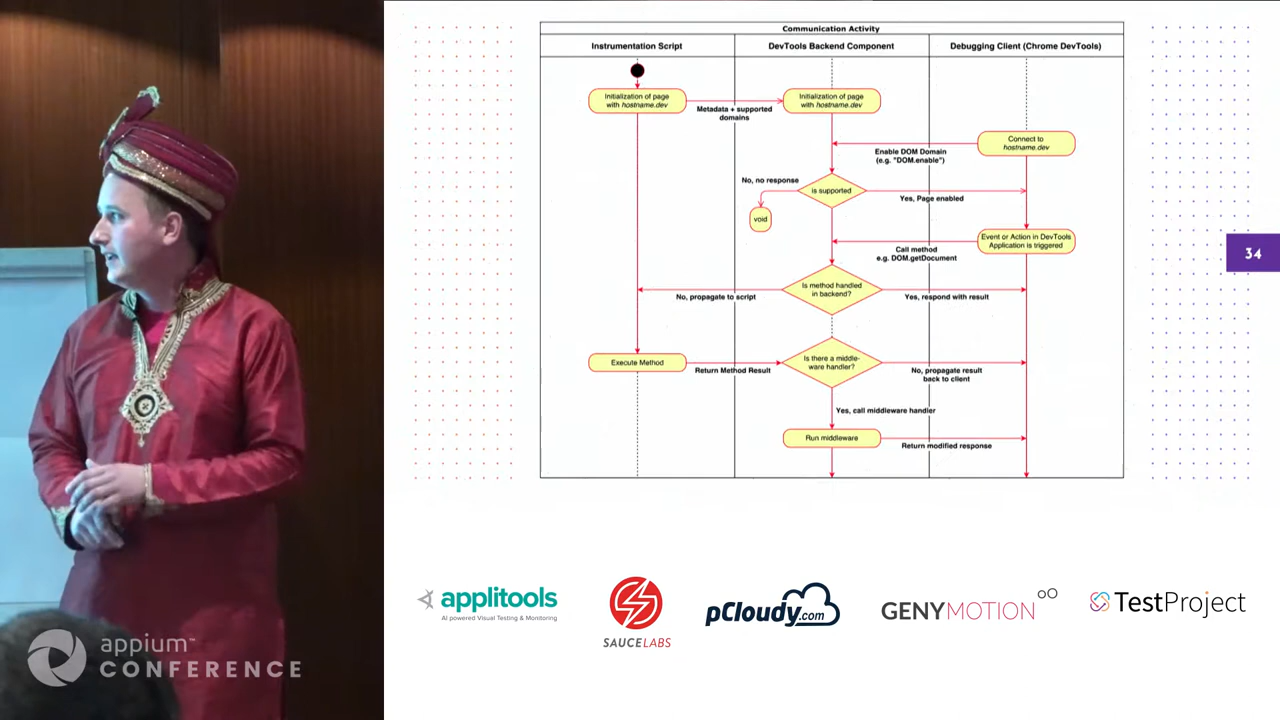 Communication Activity
Instrumentation Script
DevTools Backend Component
Debugging Client (Chrome DevTools)
Initialization of page
with hostname.dev
Metadata + supported
domains
Initialization of page
with hostname.dev
Connect to
hostname.dev
Enable DOM Domain
(e.g. "DOM.enable")
No, no response
is supported
Yes, Page enabled
void
Event or Action in DevTools
Application is triggered
Call method
e.g. DOM.getDocument
Is method handled
in backend?
No, propagate to script
Yes, respond with result
Execute Method
Return Method Result
Is there a middle-
ware handler?
No, propagate result
back to client
Yes, call middleware handler
Run middleware
Return modified response
34
applitools
AI powered Visual Testing & Monitoring
SAUCELABS
pCloudy.com
GENYMOTION
TestProject
appium™
CONFERENCE